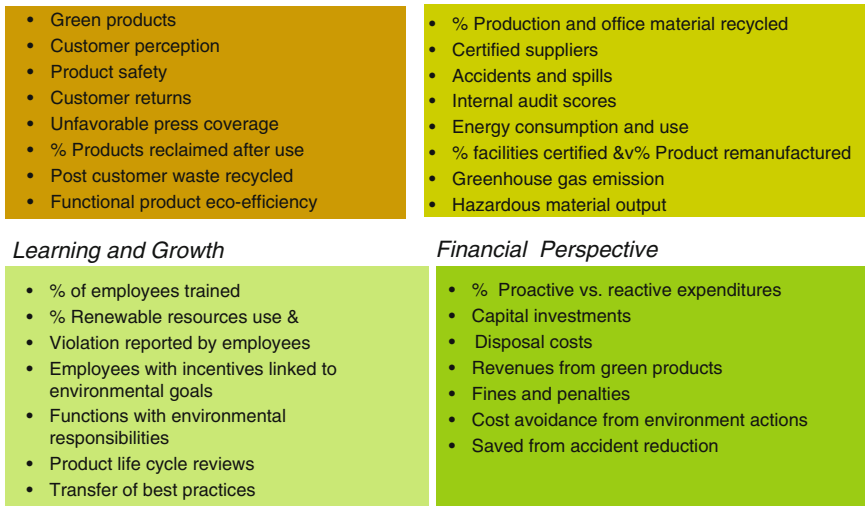 • Green products
• Customer perception
• Product safety
• Customer returns
• Unfavorable press coverage
• % Products reclaimed after use
• Post customer waste recycled
• Functional product eco-efficiency
• % Production and office material recycled
• Certified suppliers
• Accidents and spills
• Internal audit scores
• Energy consumption and use
• % facilities certified &v% Product remanufactured
• Greenhouse gas emission
• Hazardous material output
Learning and Growth
• % of employees trained
• % Renewable resources use &
• Violation reported by employees
• Employees with incentives linked to
environmental goals
• Functions with environmental
responsibilities
• Product life cycle reviews
• Transfer of best practices
Financial Perspective
• % Proactive vs. reactive expenditures
• Capital investments
• Disposal costs
• Revenues from green products
• Fines and penalties
• Cost avoidance from environment actions
• Saved from accident reduction